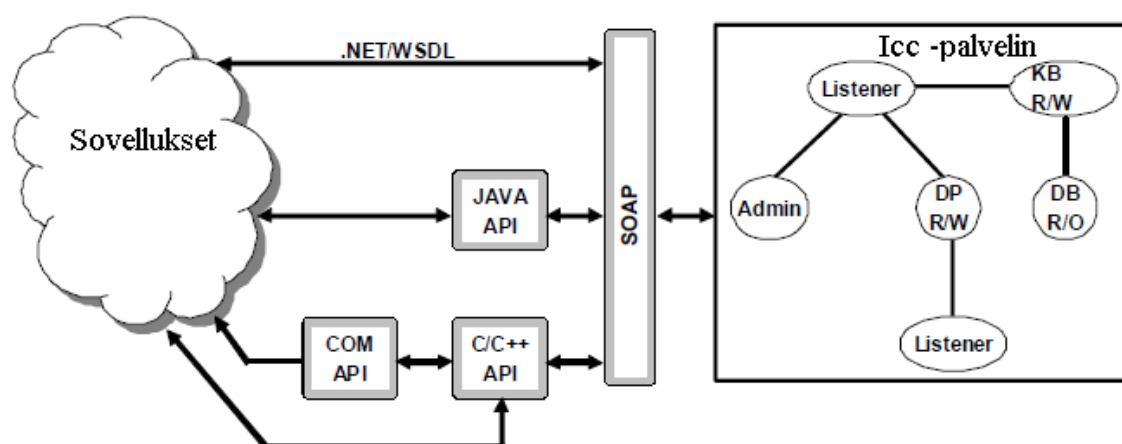 .NET/WSDL
Sovellukset
JAVA
API
COM
API
C/C++
API
SOAP
Icc -palvelin
Listener
KB
R/W
Admin
DP
R/W
DB
R/O
Listener